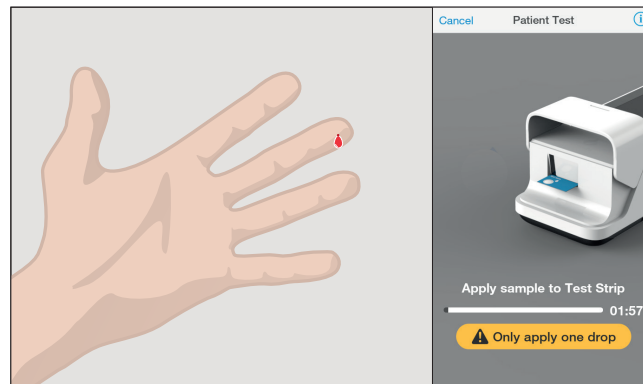 Cancel Patient Test
Apply sample to Test Strip
01:57
Only apply one drop